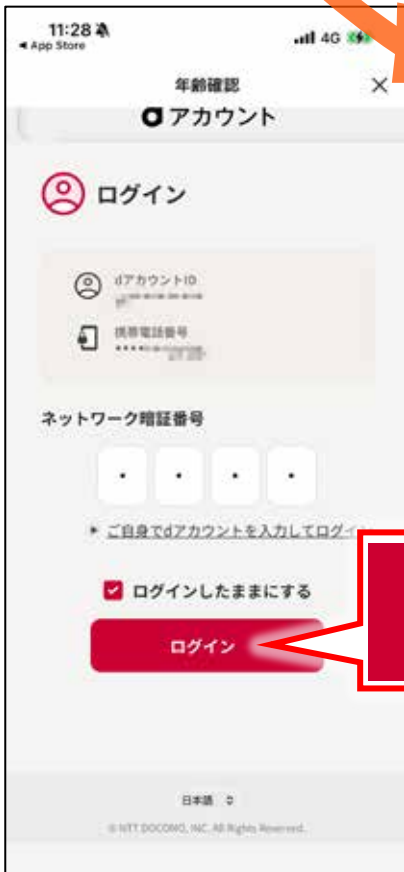 11:28
◀ App Store
4G
年齢確認
アカウント
ログイン
dアカウントID
携帯電話番号
ネットワーク暗証番号
ご自身でdアカウントを入力してログ
ログインしたままにする
ログイン
日本語
© NTT DOCOMO, INC. All Rights Reserved.